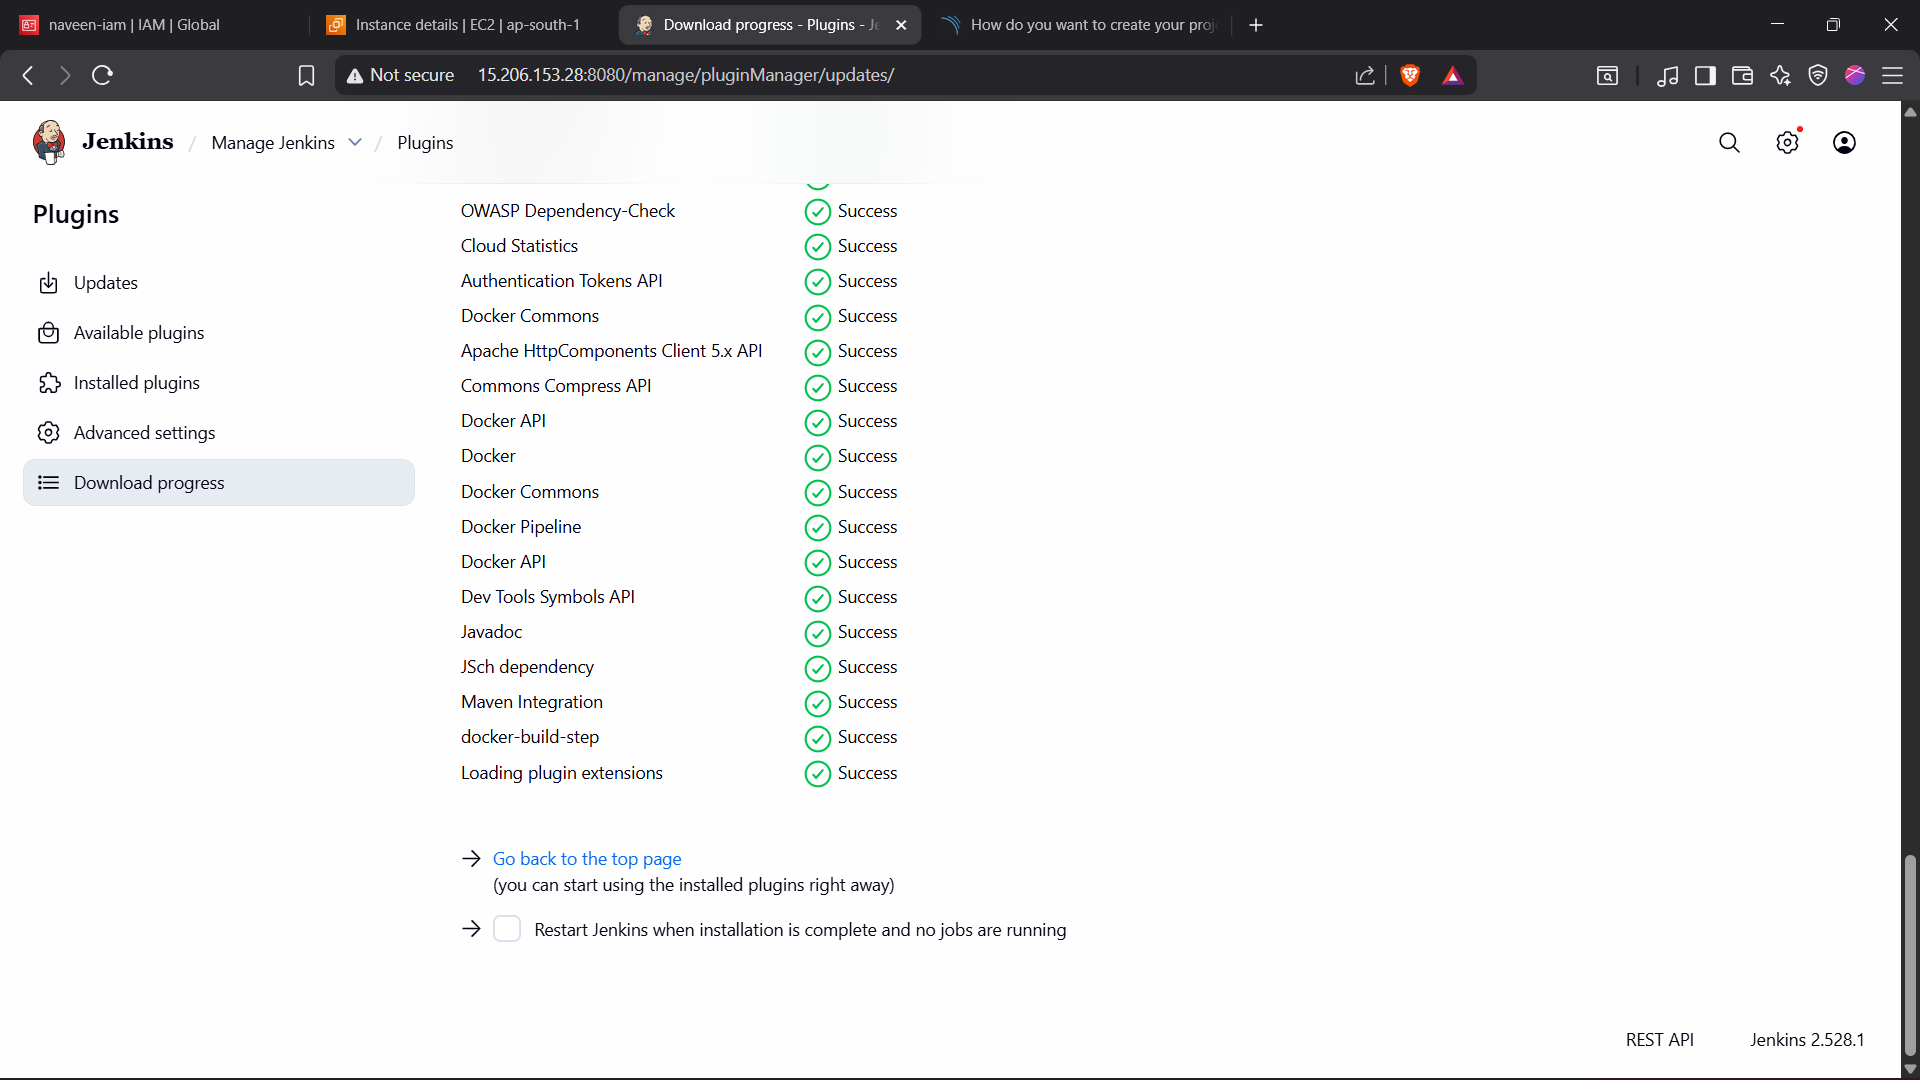 naveen-iam | IAM | Global
Instance details | EC2 | ap-south-1
Download progress - Plugins - Je
How do you want to create your proj
Not secure
15.206.153.28:8080/manage/pluginManager/updates/
Jenkins / Manage Jenkins / Plugins
Plugins
Updates
Available plugins
Installed plugins
Advanced settings
Download progress
OWASP Dependency-Check Success
Cloud Statistics Success
Authentication Tokens API Success
Docker Commons Success
Apache HttpComponents Client 5.x API Success
Commons Compress API Success
Docker API Success
Docker Success
Docker Commons Success
Docker Pipeline Success
Docker API Success
Dev Tools Symbols API Success
Javadoc Success
JSch dependency Success
Maven Integration Success
docker-build-step Success
Loading plugin extensions Success
Go back to the top page
(you can start using the installed plugins right away)
Restart Jenkins when installation is complete and no jobs are running
REST API
Jenkins 2.528.1